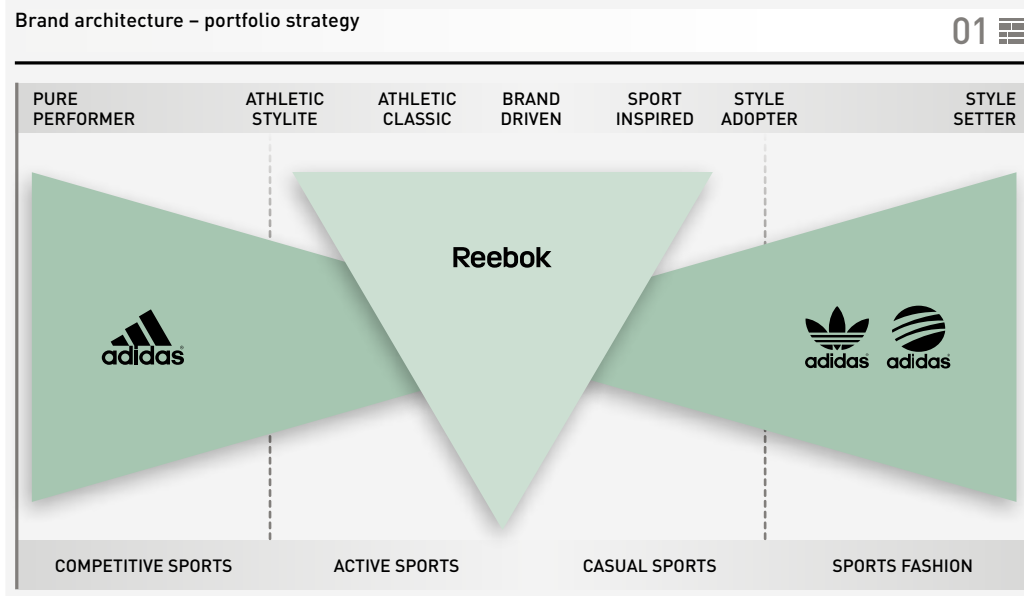 Brand architecture – portfolio strategy
01
PURE
PERFORMER
ATHLETIC
STYLITE
ATHLETIC
CLASSIC
BRAND
DRIVEN
SPORT
INSPIRED
STYLE
ADOPTER
STYLE
SETTER
Reebok
adidas
adidas
adidas
COMPETITIVE SPORTS
ACTIVE SPORTS
CASUAL SPORTS
SPORTS FASHION